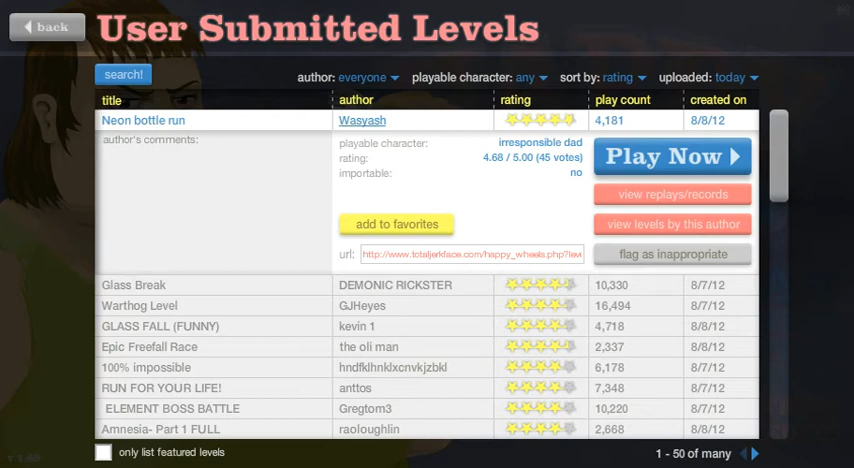 back
User Submitted Levels
search!
author: everyone playable character: any sort by: rating uploaded: today
title author rating play count created on
Neon bottle run Wasyash 4,181 8/8/12
author's comments:
playable character: irresponsible dad
rating: 4.68 / 5.00 (45 votes)
importable: no
Play Now
view replays/records
add to favorites
view levels by this author
url: http://www.totaljerkface.com/happy_wheels.php?leve
flag as inappropriate
Glass Break DEMONIC RICKSTER 10,330 8/7/12
Warthog Level GJHeyes 16,494 8/7/12
GLASS FALL (FUNNY) kevin 1 4,718 8/8/12
Epic Freefall Race the oli man 2,337 8/8/12
100% impossible hndfklhnklxcnvkjzbkl 6,178 8/7/12
RUN FOR YOUR LIFE! anttos 7,348 8/7/12
ELEMENT BOSS BATTLE Gregtom3 10,220 8/7/12
Amnesia- Part 1 FULL raoloughlin 2,668 8/8/12
only list featured levels
1 - 50 of many